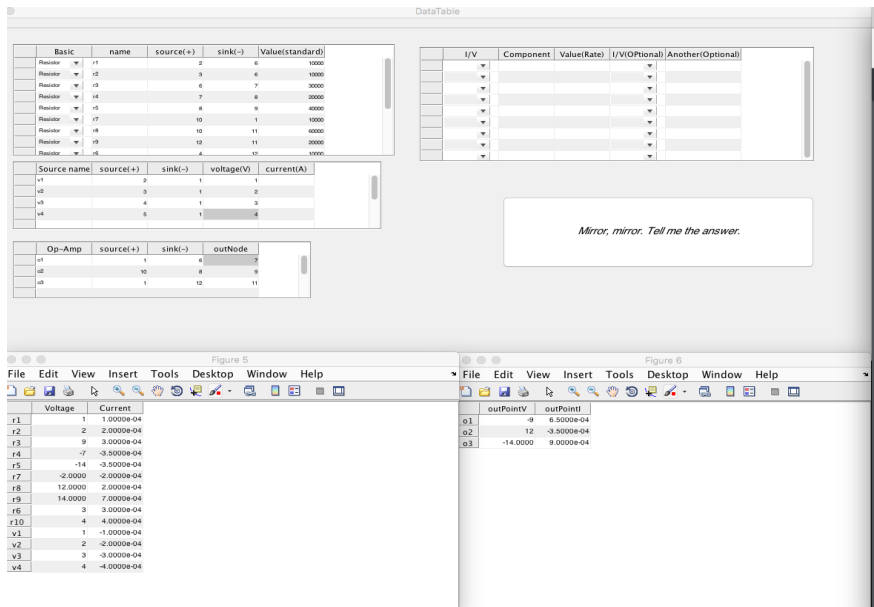 DataTable
Basic name source(+) sink(-) Value(standard)
Resistor r1 2 6 10000
Resistor r2 3 6 10000
Resistor r3 6 7 30000
Resistor r4 7 8 20000
Resistor r5 8 9 40000
Resistor r7 10 1 10000
Resistor r8 10 11 60000
Resistor r9 12 11 20000
Resistor r6 4 12 10000
I/V Component Value(Rate) I/V(OPtional) Another(Optional)
Source name source(+) sink(-) voltage(V) current(A)
v1 2 1 1
v2 3 1 2
v3 4 1 3
v4 5 1 4
Mirror, mirror. Tell me the answer.
Op-Amp source(+) sink(-) outNode
o1 1 6 7
o2 10 8 9
o3 1 12 11
Figure 5
File Edit View Insert Tools Desktop Window Help
Voltage Current
r1 1 1.0000e-04
r2 2 2.0000e-04
r3 9 3.0000e-04
r4 -7 -3.5000e-04
r5 -14 -3.5000e-04
r7 -2.0000 -2.0000e-04
r8 12.0000 2.0000e-04
r9 14.0000 7.0000e-04
r6 3 3.0000e-04
r10 4 4.0000e-04
v1 1 -1.0000e-04
v2 2 -2.0000e-04
v3 3 -3.0000e-04
v4 4 -4.0000e-04
Figure 6
File Edit View Insert Tools Desktop Window Help
outPointV outPointI
o1 -9 6.5000e-04
o2 12 -3.5000e-04
o3 -14.0000 9.0000e-04